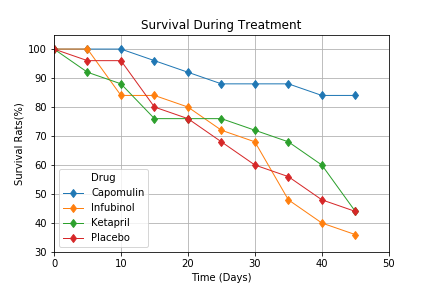 Survival During Treatment
Survival Rate(%)
100
90
80
70
60
50
40
30
Drug
Capomulin
Infubinol
Ketapril
Placebo
0 10 20 30 40 50
Time (Days)